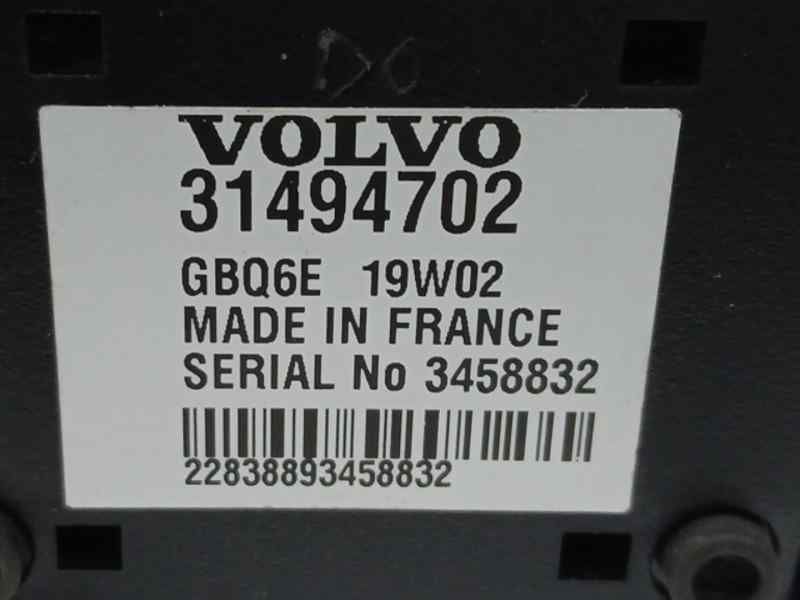 DC
VOLVO
31494702
GBQ6E 19W02
MADE IN FRANCE
SERIAL No 3458832
22838893458832